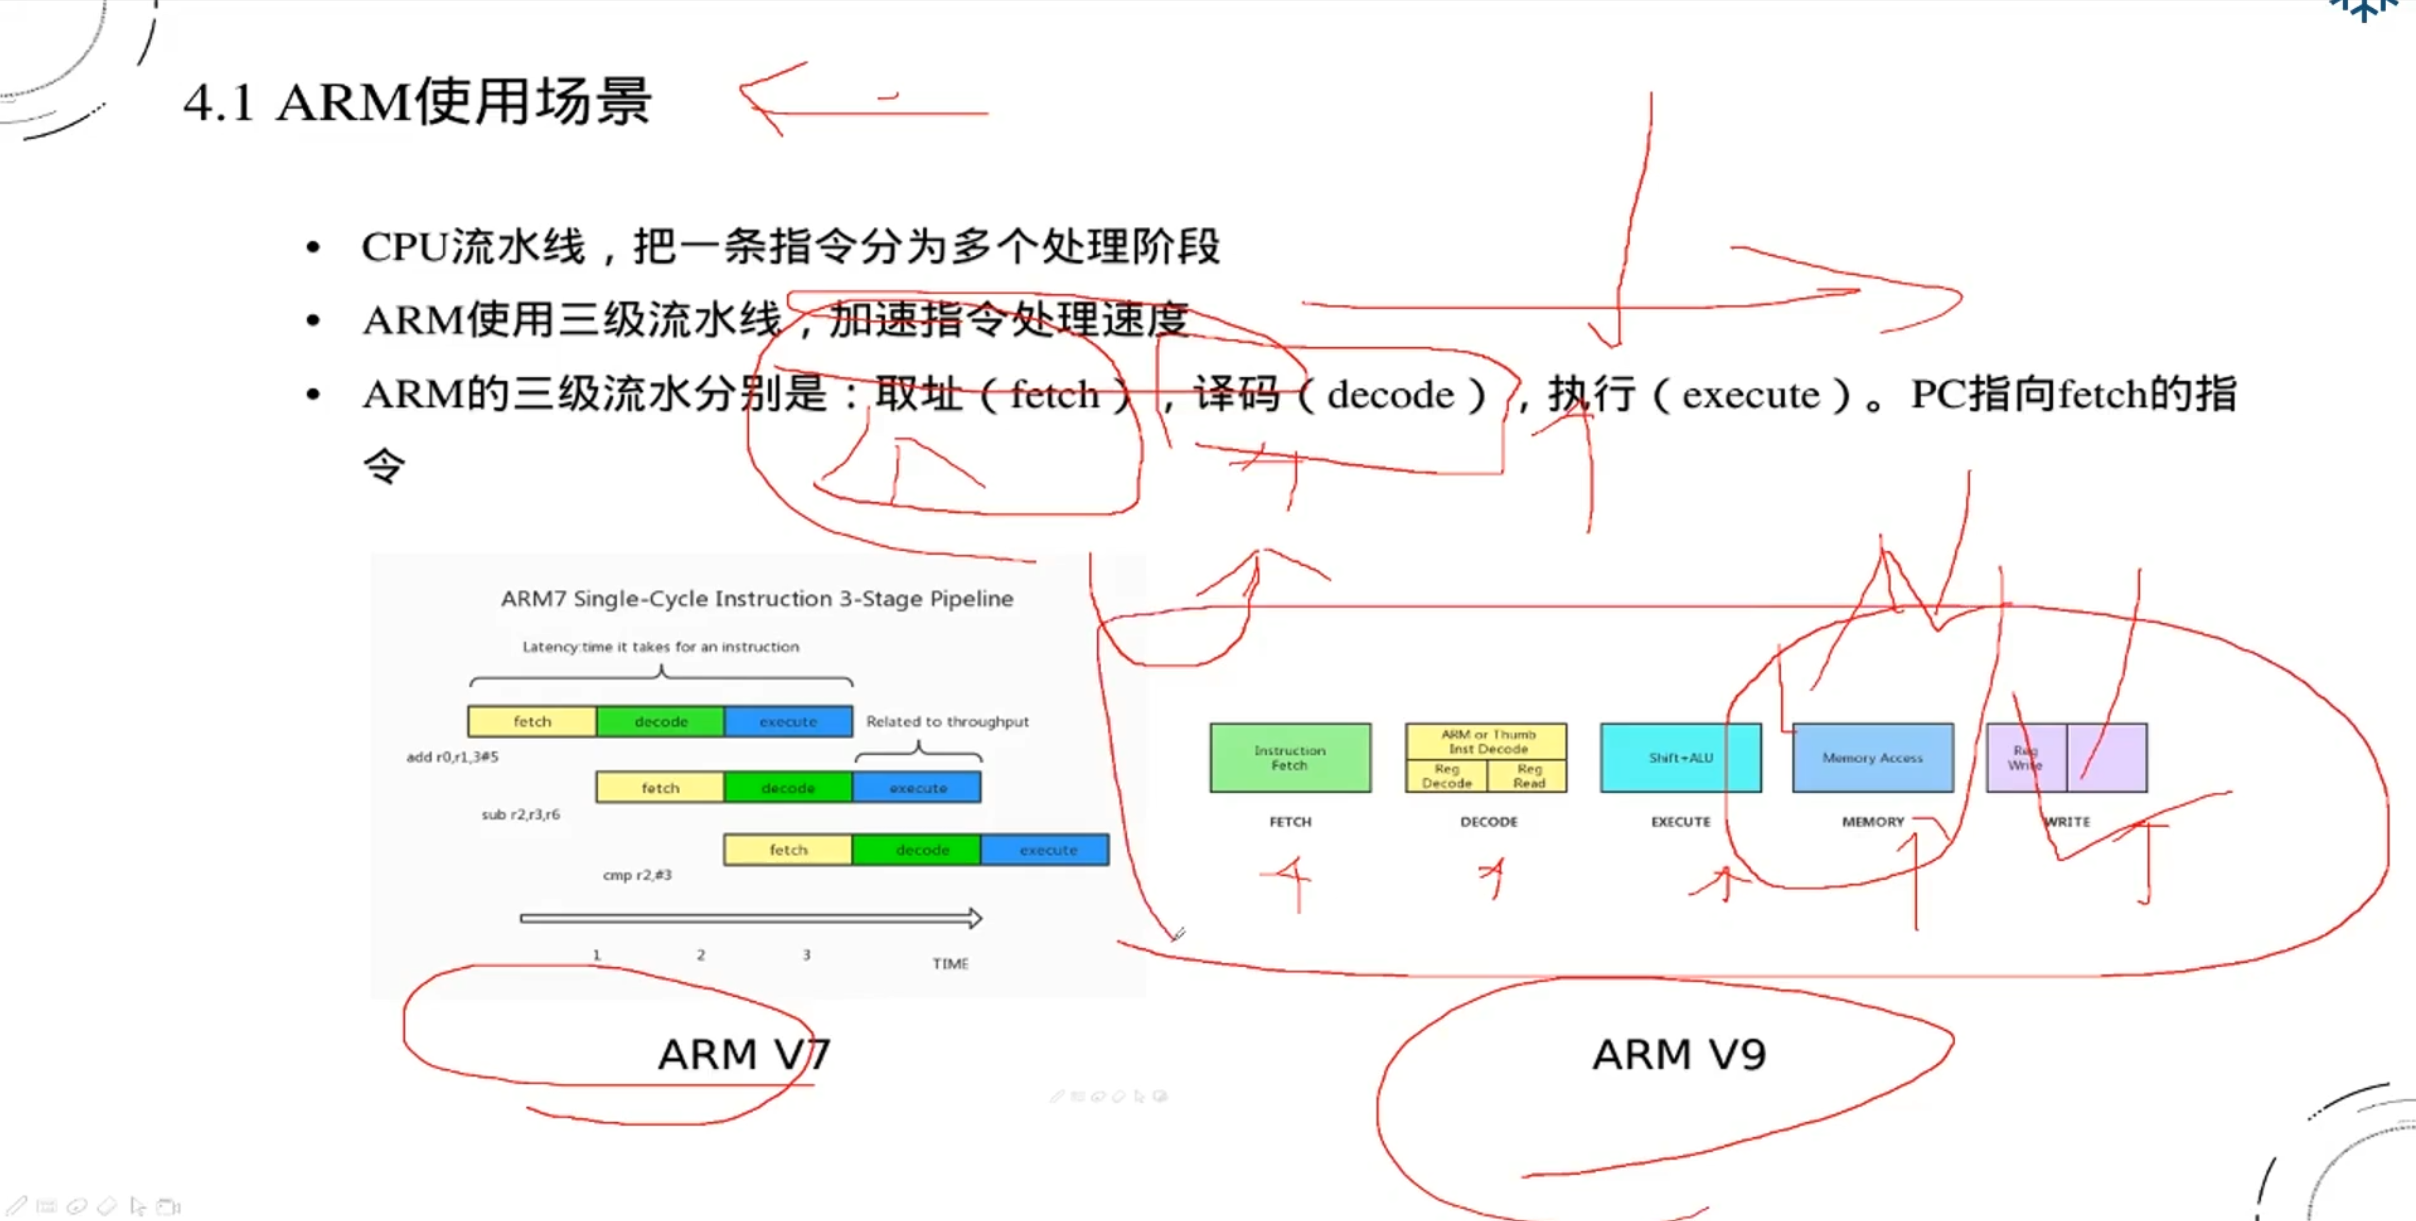 4.1 ARM使用场景
• CPU流水线，把一条指令分为多个处理阶段
• ARM使用三级流水线，加速指令处理速度
• ARM的三级流水分别是：取址（fetch），译码（decode），执行（execute）。PC指向fetch的指
令
ARM7 Single-Cycle Instruction 3-Stage Pipeline
Latency:time it takes for an instruction
fetch decode execute Related to throughput
add r0,r1,3#5
fetch decode execute
sub r2,r3,r6
fetch decode execute
cmp r2,#3
1 2 3 TIME
ARM V7
Instruction
Fetch
ARM or Thumb
Inst Decode
Reg
Decode
Reg
Read
Shift+ALU
Memory Access
Reg
Write
FETCH DECODE EXECUTE MEMORY WRITE
ARM V9